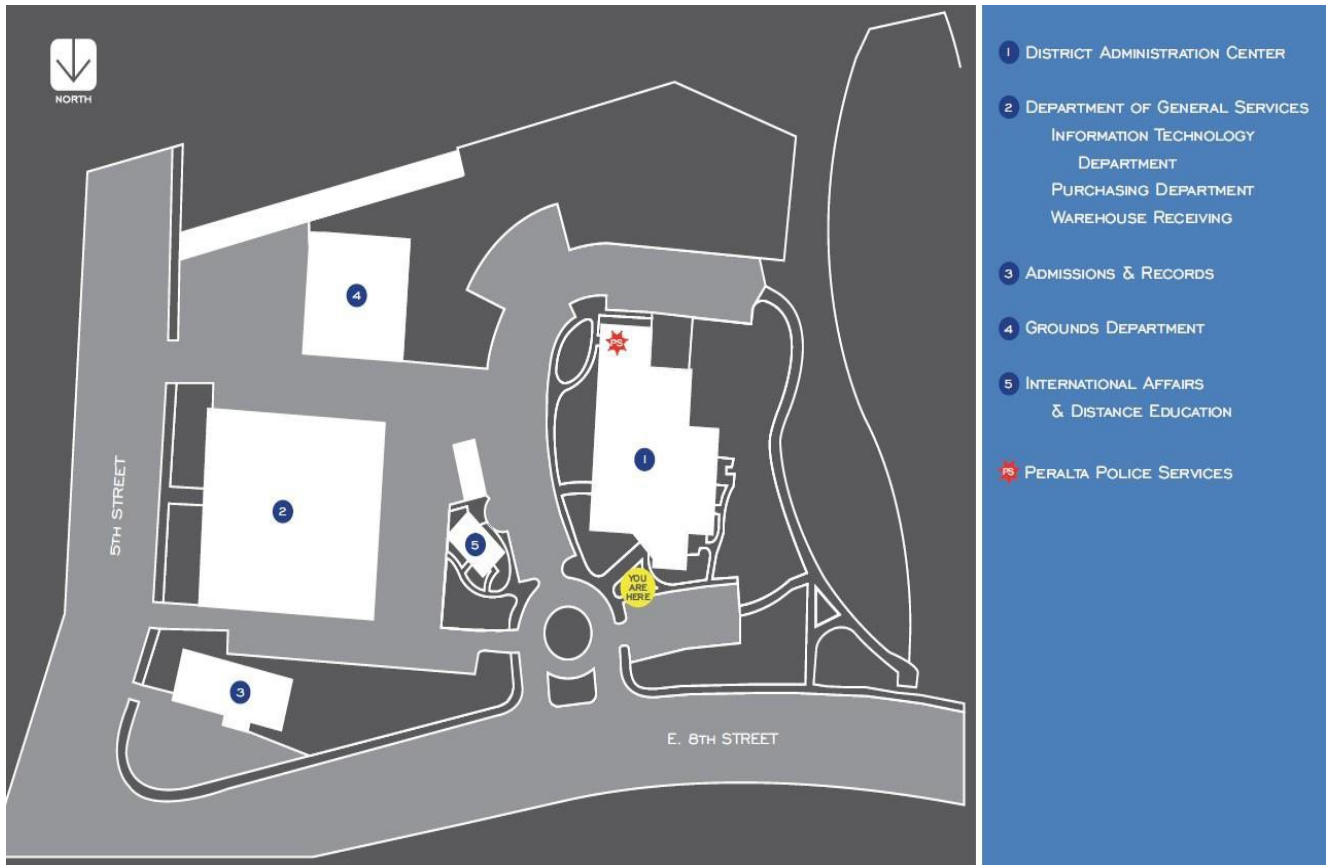 NORTH
4
PS
1
2
5
YOU
ARE
HERE
3
5TH STREET
E. 8TH STREET
1 DISTRICT ADMINISTRATION CENTER
2 DEPARTMENT OF GENERAL SERVICES
INFORMATION TECHNOLOGY
DEPARTMENT
PURCHASING DEPARTMENT
WAREHOUSE RECEIVING
3 ADMISSIONS & RECORDS
4 GROUNDS DEPARTMENT
5 INTERNATIONAL AFFAIRS
& DISTANCE EDUCATION
PS PERALTA POLICE SERVICES